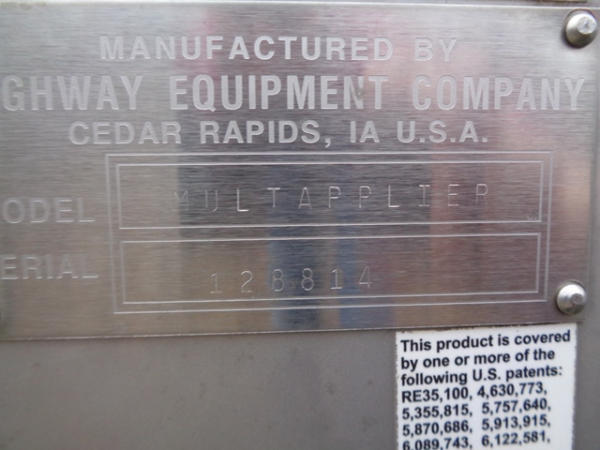 MANUFACTURED BY
GHWAY EQUIPMENT COMPANY
CEDAR RAPIDS, IA U.S.A.
MODEL MULTAPPLIER
ERIAL 128814
This product is covered
by one or more of the
following U.S. patents:
RE35,100, 4,630,773,
5,355,815, 5,757,640,
5,870,686, 5,913,915,
6,089,743, 6,122,581,